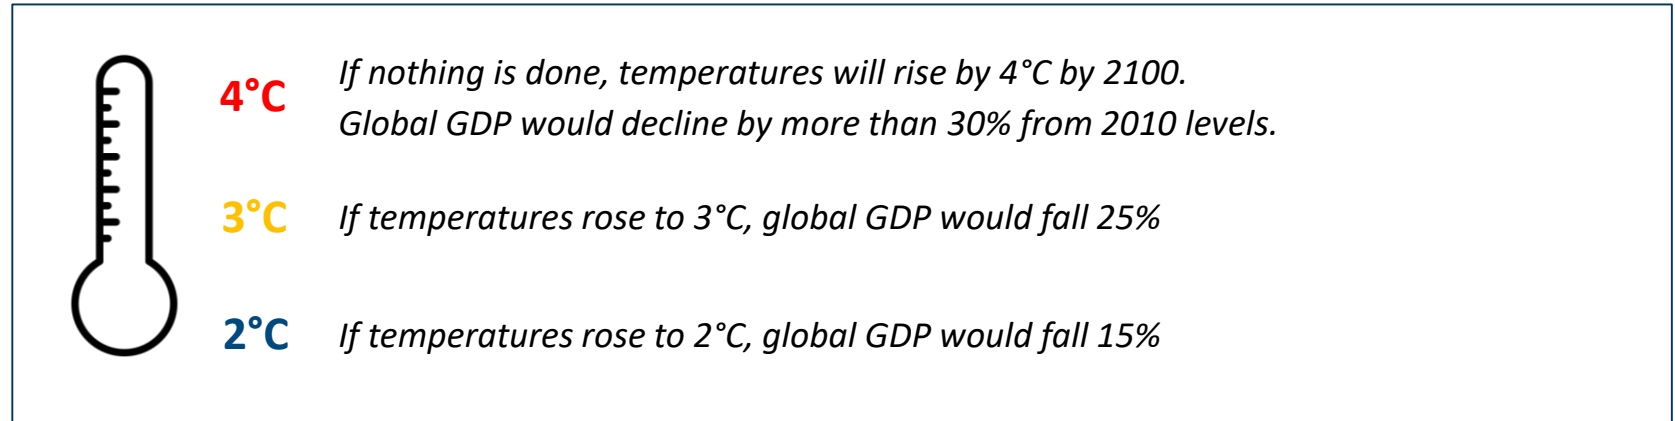 4°C
If nothing is done, temperatures will rise by 4°C by 2100.
Global GDP would decline by more than 30% from 2010 levels.
3°C If temperatures rose to 3°C, global GDP would fall 25%
2°C If temperatures rose to 2°C, global GDP would fall 15%